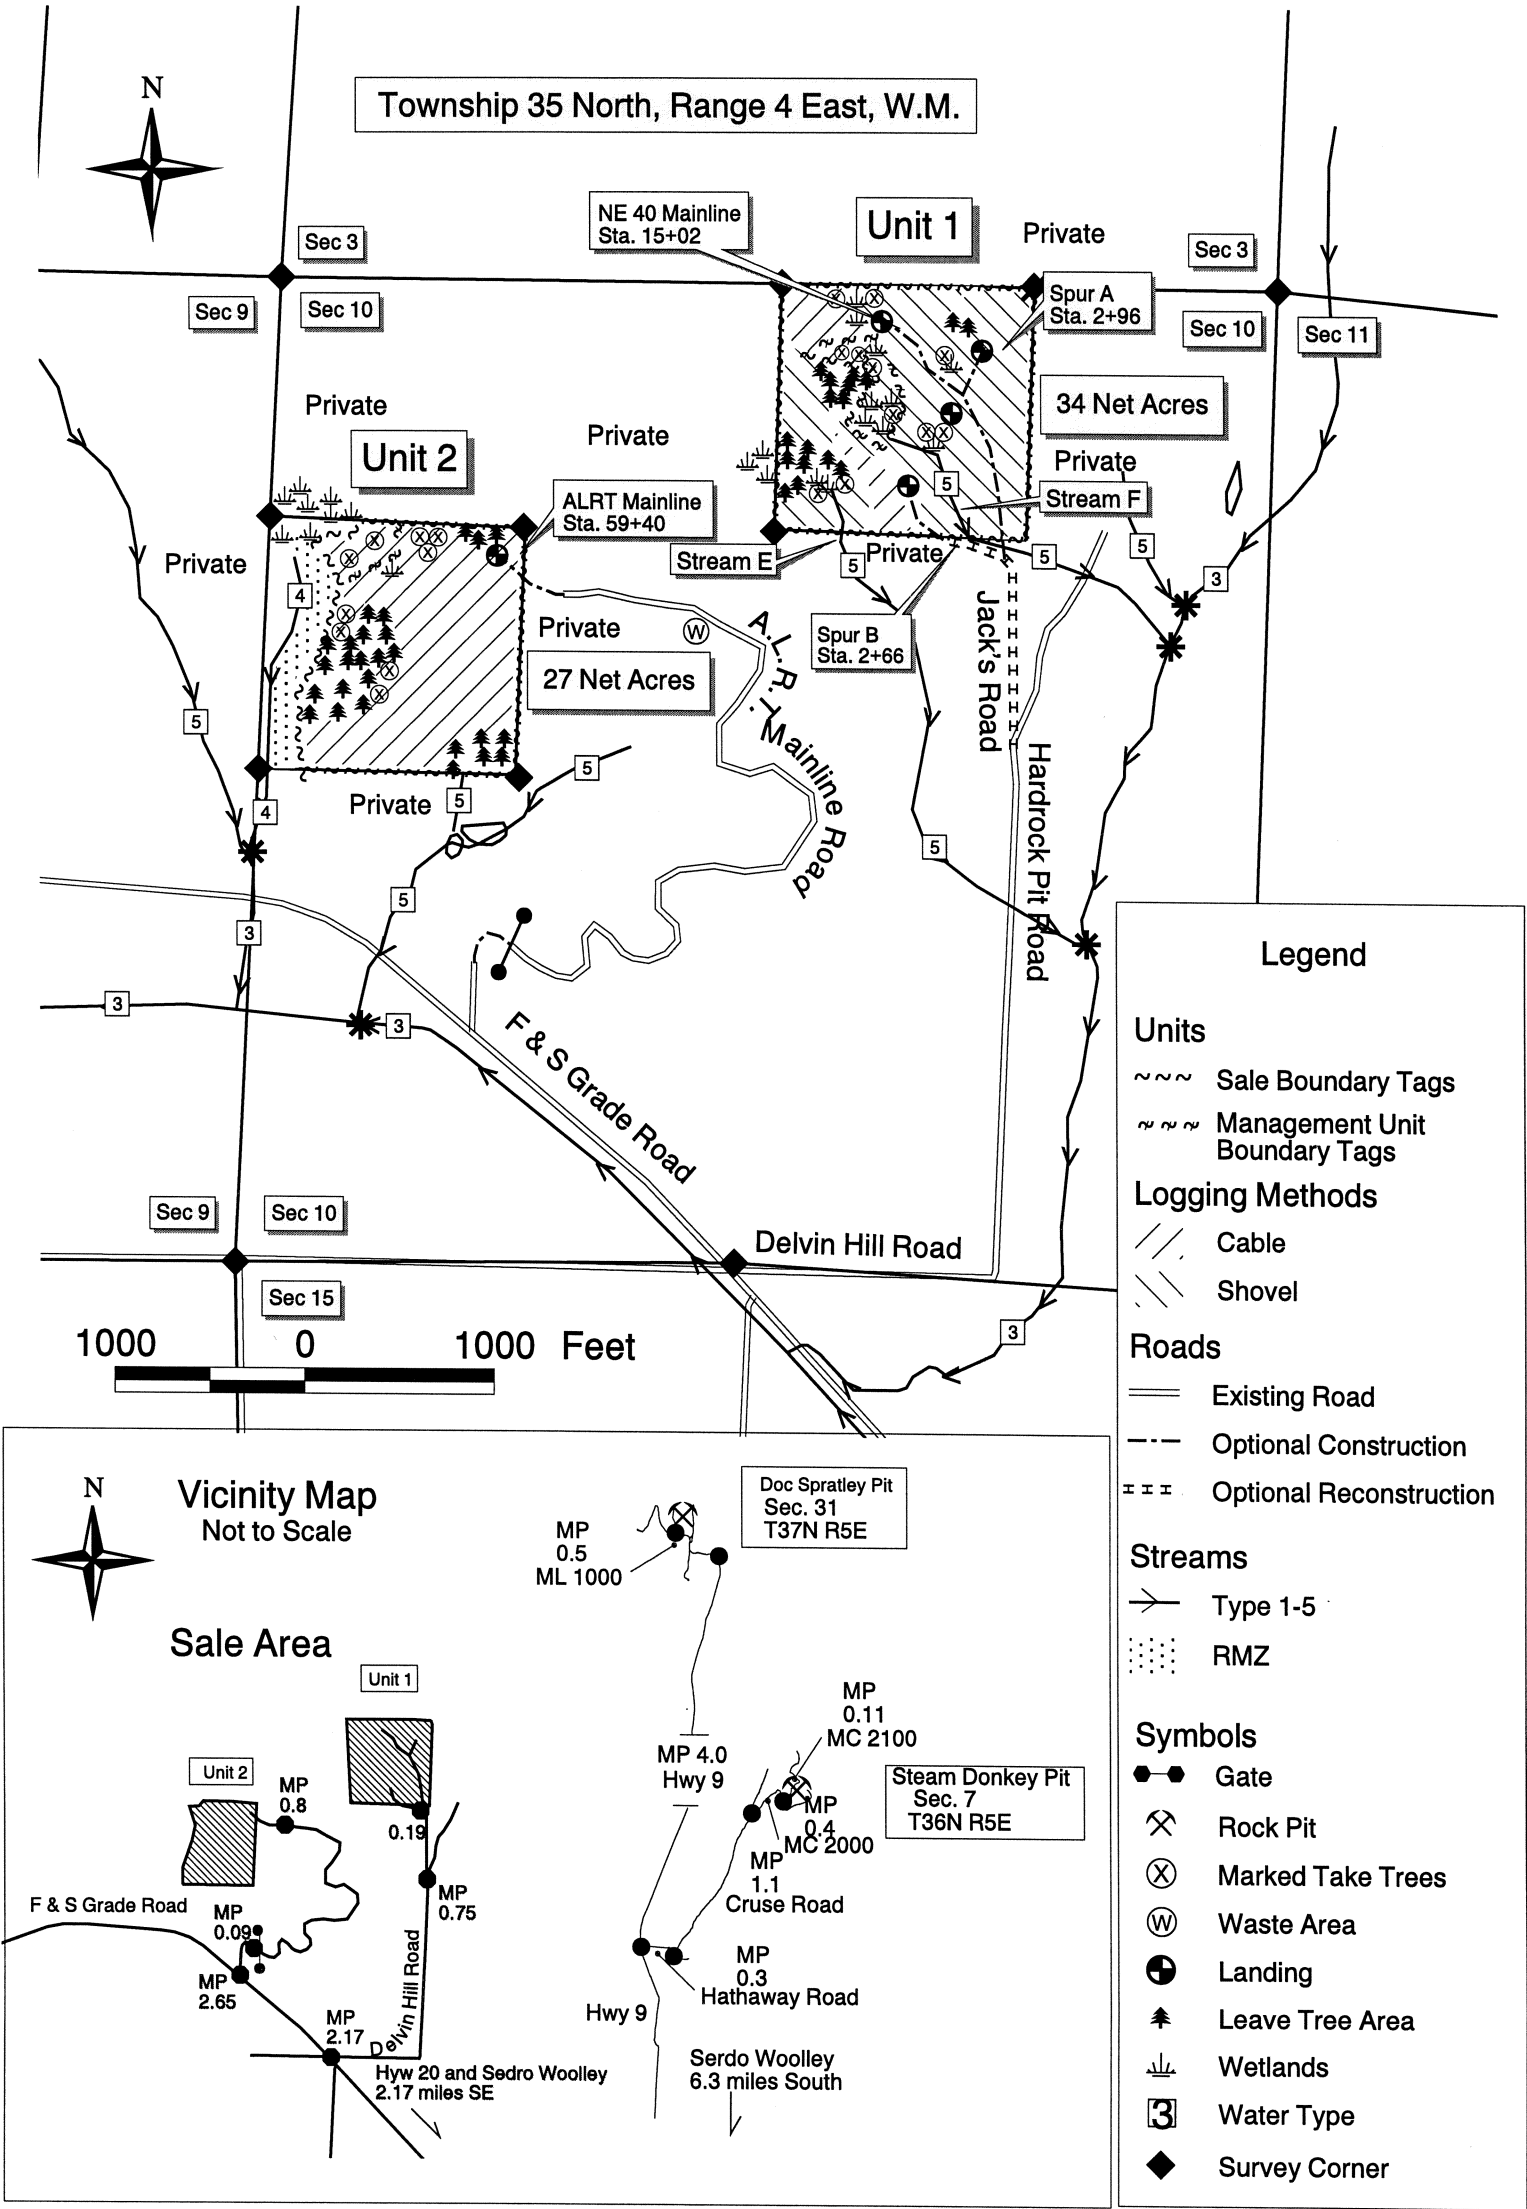 N
Township 35 North, Range 4 East, W.M.
NE 40 Mainline
Sta. 15+02
Unit 1
Private
Sec 3
Sec 3
Sec 9
Sec 10
Spur A
Sta. 2+96
Sec 10
Sec 11
Private
Unit 2
Private
34 Net Acres
Private
ALRT Mainline
Sta. 59+40
5
Stream F
Private
Stream E
Private
5
5
5
3
4
Private
W
27 Net Acres
Spur B
Sta. 2+66
Jack's Road
A.L.R.T. Mainline Road
5
5
Private
5
4
Hardrock Pit Road
5
5
3
3
3
F & S Grade Road
Sec 9
Sec 10
Delvin Hill Road
Sec 15
3
1000 0 1000 Feet
Legend
Units
Sale Boundary Tags
Management Unit
Boundary Tags
Logging Methods
Cable
Shovel
Roads
Existing Road
Optional Construction
Optional Reconstruction
Streams
Type 1-5
RMZ
Symbols
Gate
Rock Pit
X Marked Take Trees
W Waste Area
Landing
Leave Tree Area
Wetlands
3 Water Type
Survey Corner
N
Vicinity Map
Not to Scale
Sale Area
Unit 1
Unit 2
MP
0.8
0.19
MP
0.75
F & S Grade Road
MP
0.09
MP
2.65
MP
2.17
Delvin Hill Road
Hyw 20 and Sedro Woolley
2.17 miles SE
Doc Spratley Pit
Sec. 31
T37N R5E
MP
0.5
ML 1000
MP 4.0
Hwy 9
MP
0.11
MC 2100
Steam Donkey Pit
Sec. 7
T36N R5E
MP
0.4
MC 2000
MP
1.1
Cruse Road
MP
0.3
Hathaway Road
Hwy 9
Serdo Woolley
6.3 miles South